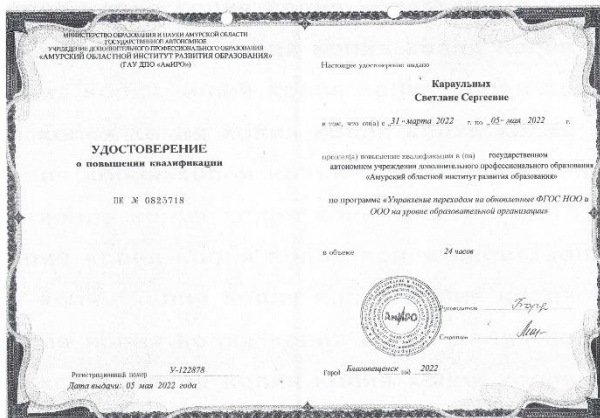 МИНИСТЕРСТВО ОБРАЗОВАНИЯ И НАУКИ АМУРСКОЙ ОБЛАСТИ
ГОСУДАРСТВЕННОЕ АВТОНОМНОЕ
УЧРЕЖДЕНИЕ ДОПОЛНИТЕЛЬНОГО ПРОФЕССИОНАЛЬНОГО ОБРАЗОВАНИЯ
«АМУРСКИЙ ОБЛАСТНОЙ ИНСТИТУТ РАЗВИТИЯ ОБРАЗОВАНИЯ»
(ГАУ ДПО «АмИРО»)
УДОСТОВЕРЕНИЕ
о повышении квалификации
ПК № 0825718
Регистрационный номер У-122878
Дата выдачи: 05 мая 2022 года
Настоящее удостоверение выдано
Караульных
Светлане Сергеевне
в том, что он(а) с 31 марта 2022 г. по 05 мая 2022 г.
прошел(а) повышение квалификации в (на) государственном
автономном учреждении дополнительного профессионального образования
«Амурский областной институт развития образования»
по программе «Управление переходом на обновленные ФГОС НОО и
ООО на уровне образовательной организации»
в объеме 24 часов
АмИРО
Руководитель
Секретарь
Город Благовещенск год 2022